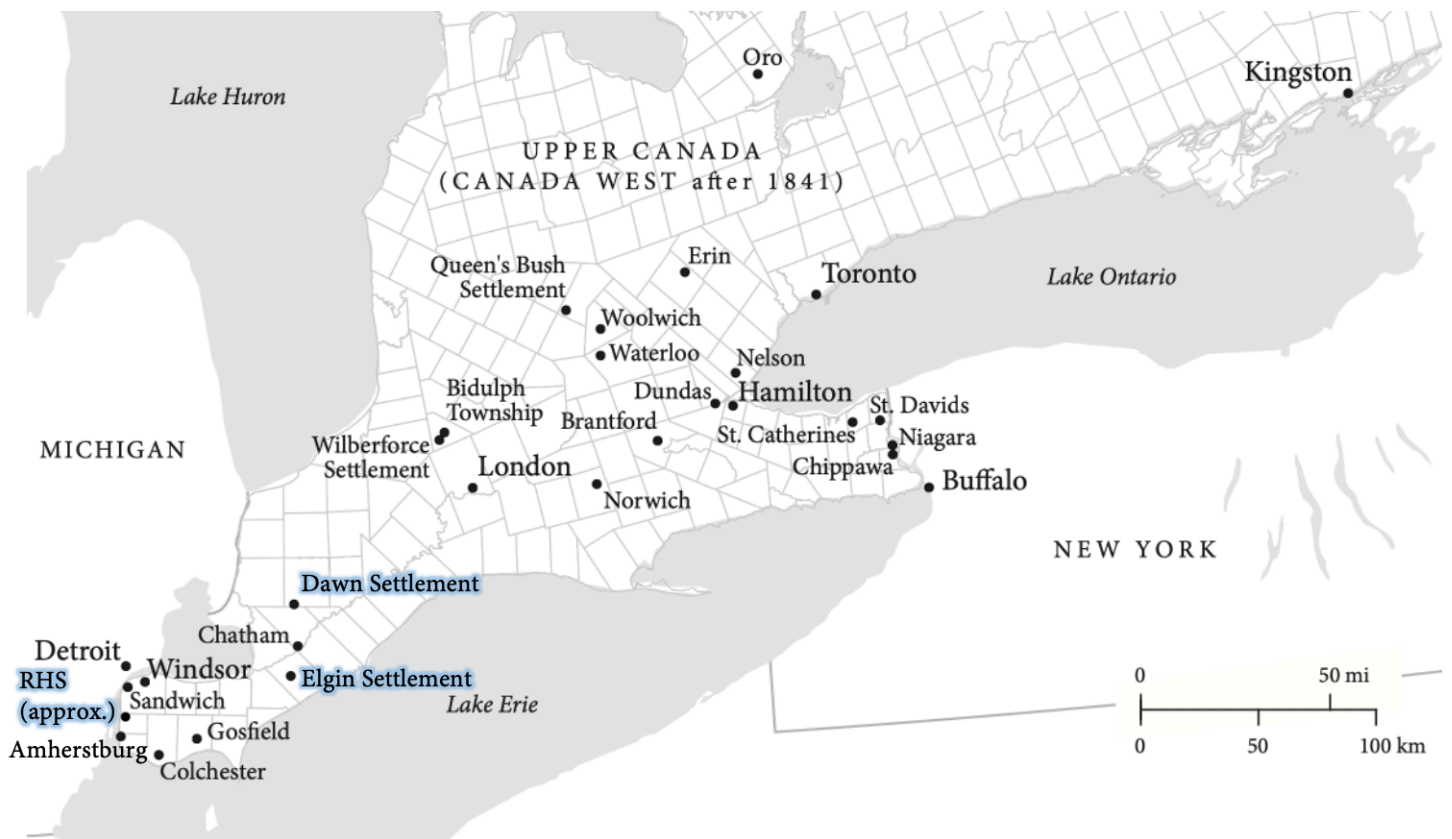 Oro
Kingston
Lake Huron
UPPER CANADA
(CANADA WEST after 1841)
Erin
Queen's Bush
Settlement
Toronto
Lake Ontario
Woolwich
Waterloo
Nelson
Bidulph
Township
Dundas
Hamilton
Brantford
St. Davids
St. Catherines
Niagara
MICHIGAN
Wilberforce
Settlement
London
Chippawa
Buffalo
Norwich
NEW YORK
Dawn Settlement
Chatham
Detroit
Windsor
RHS
(approx.)
Elgin Settlement
Sandwich
Lake Erie
Gosfield
Amherstburg
Colchester
0 50 mi
0 50 100 km